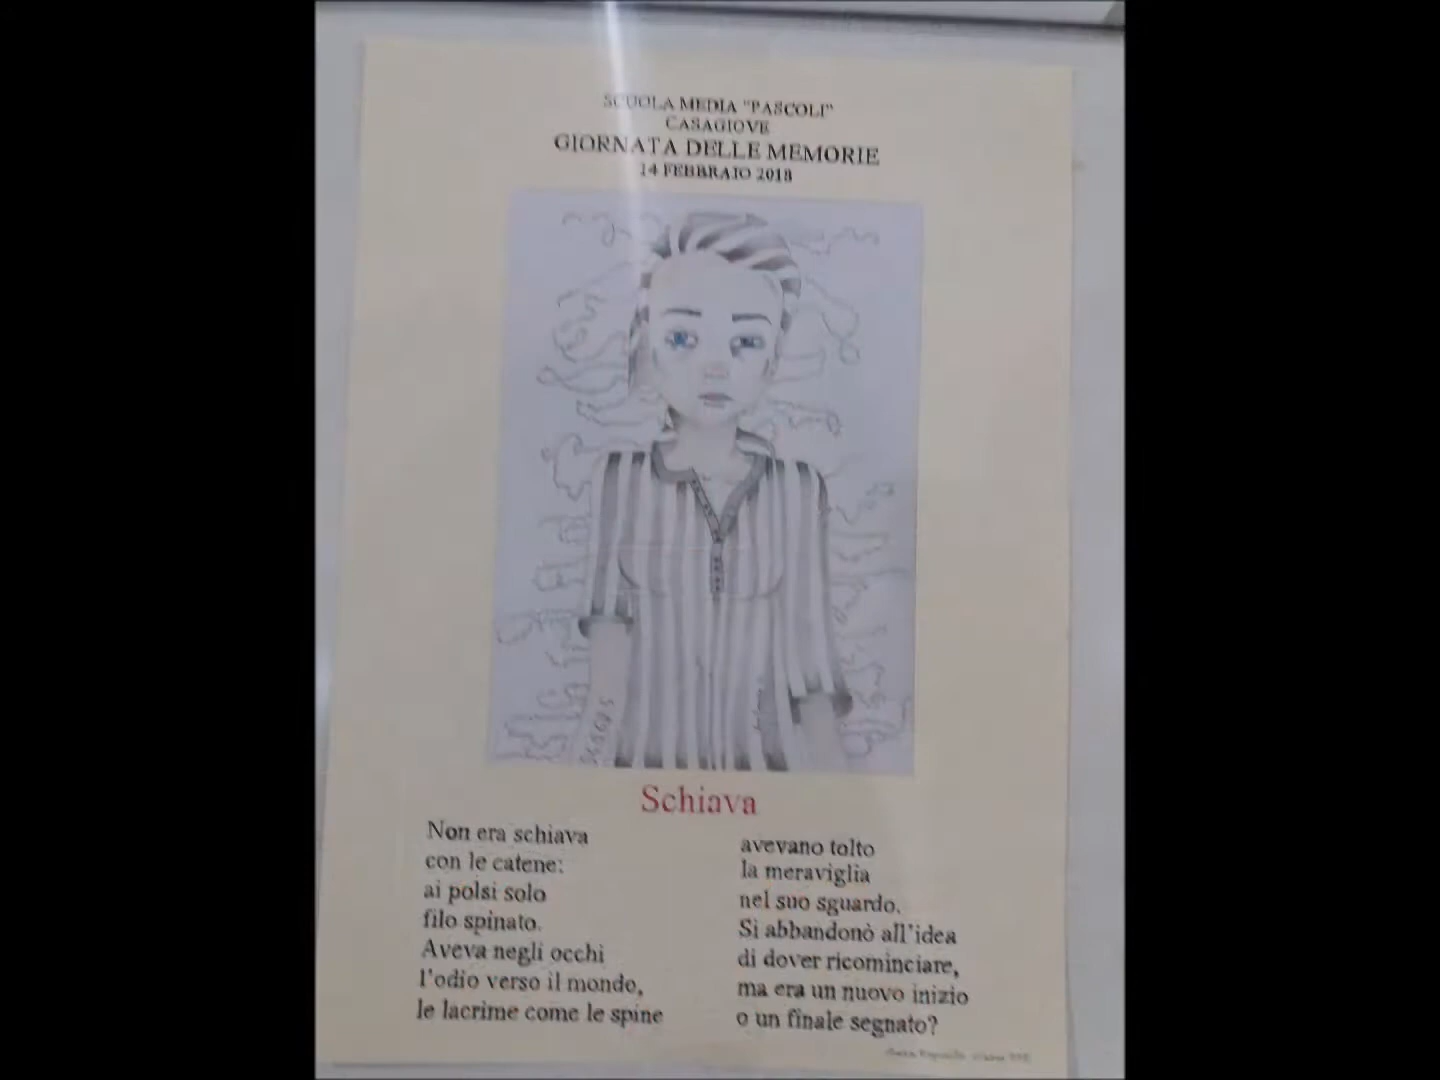 SCUOLA MEDIA "PASCOLI"
CASAGIOVE
GIORNATA DELLE MEMORIE
14 FEBBRAIO 2018
Schiava
Non era schiava
con le catene:
ai polsi solo
filo spinato.
Aveva negli occhi
l'odio verso il mondo,
le lacrime come le spine
avevano tolto
la meraviglia
nel suo sguardo.
Si abbandonò all'idea
di dover ricominciare,
ma era un nuovo inizio
o un finale segnato?